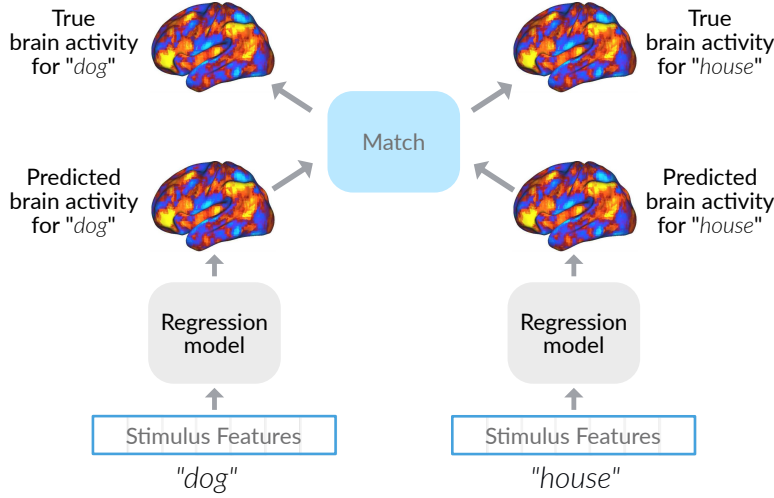 True
brain activity
for "dog"
True
brain activity
for "house"
Match
Predicted
brain activity
for "dog"
Predicted
brain activity
for "house"
Regression
model
Regression
model
Stimulus Features
Stimulus Features
"dog"
"house"